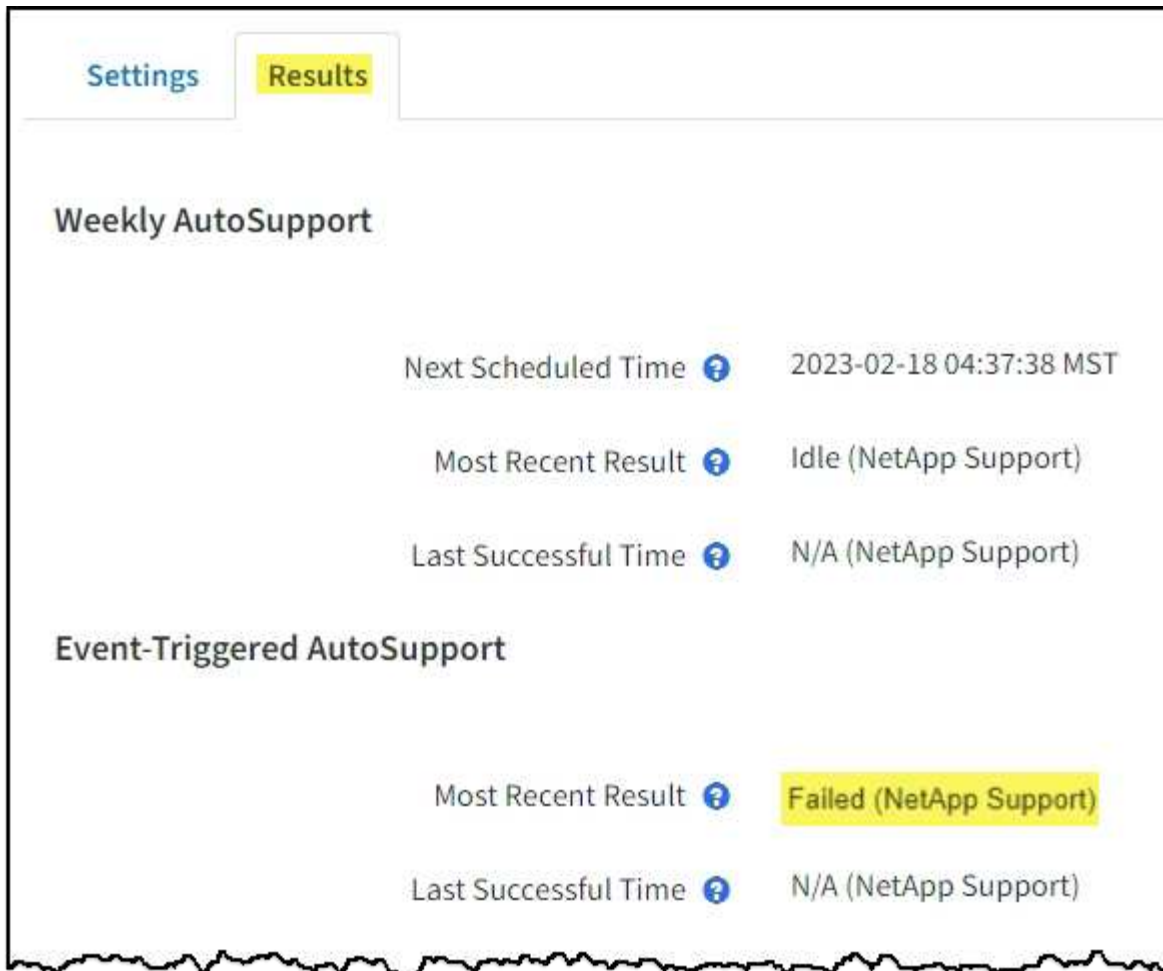 Settings Results
Weekly AutoSupport
Next Scheduled Time 2023-02-18 04:37:38 MST
Most Recent Result Idle (NetApp Support)
Last Successful Time N/A (NetApp Support)
Event-Triggered AutoSupport
Most Recent Result Failed (NetApp Support)
Last Successful Time N/A (NetApp Support)